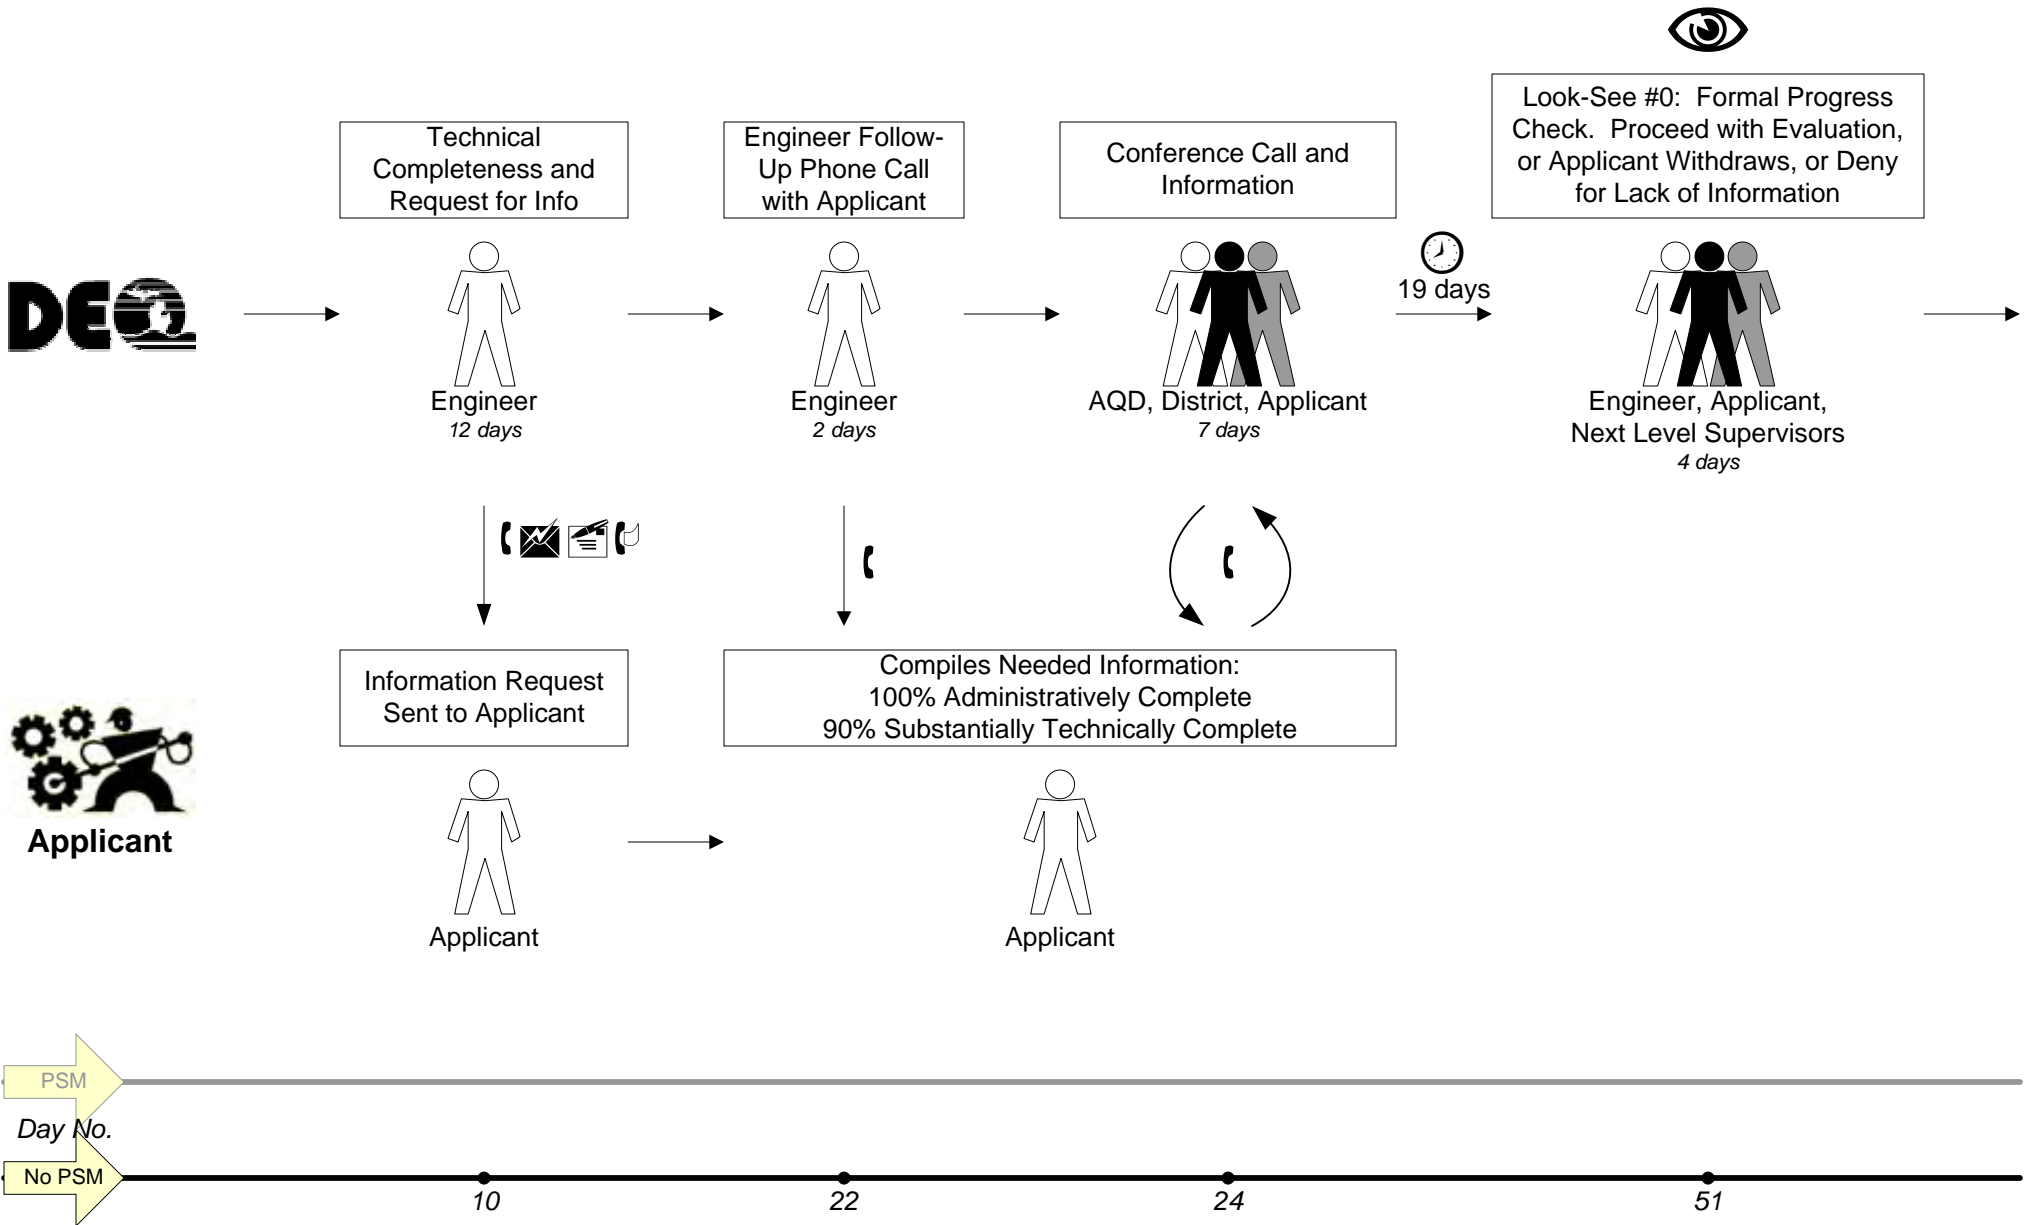 Look-See #0:  Formal Progress
Check.  Proceed with Evaluation,
or Applicant Withdraws, or Deny
for Lack of Information
Technical
Completeness and
Request for Info
Engineer Follow-
Up Phone Call
with Applicant
Conference Call and
Information
DEQ
19 days
Engineer
12 days
Engineer
2 days
AQD, District, Applicant
7 days
Engineer, Applicant,
Next Level Supervisors
4 days
Information Request
Sent to Applicant
Compiles Needed Information:
100% Administratively Complete
90% Substantially Technically Complete
Applicant
Applicant
Applicant
PSM
Day No.
No PSM
10
22
24
51